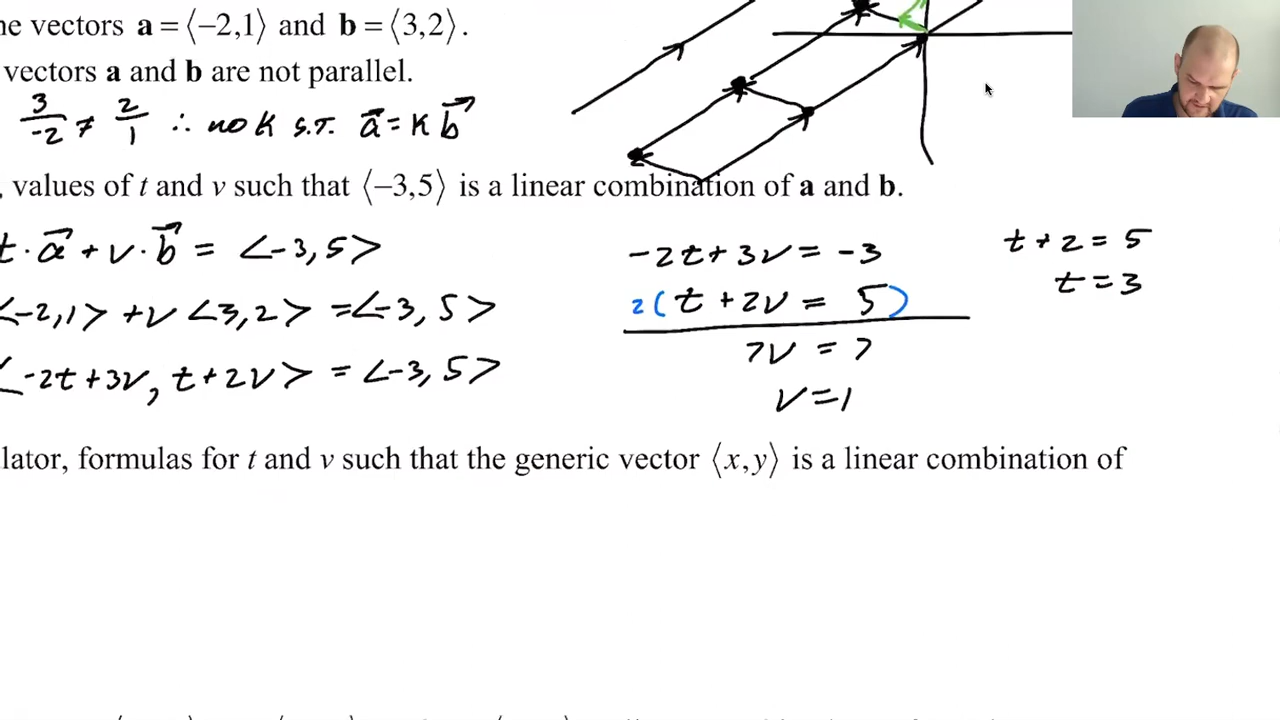 ne vectors a = ⟨−2,1⟩ and b = ⟨3,2⟩.
vectors a and b are not parallel.
3/-2 ≠ 2/1 ∴ no K s.t. a⃗ = K b⃗
, values of t and v such that ⟨−3,5⟩ is a linear combination of a and b.
t · a⃗ + v · b⃗ = <-3, 5>
<-2,1> + v <3,2> = <-3, 5>
<-2t+3v, t+2v> = <-3, 5>
-2t + 3v = -3
2( t + 2v = 5)
7v = 7
v = 1
t + 2 = 5
t = 3
lator, formulas for t and v such that the generic vector ⟨x, y⟩ is a linear combination of